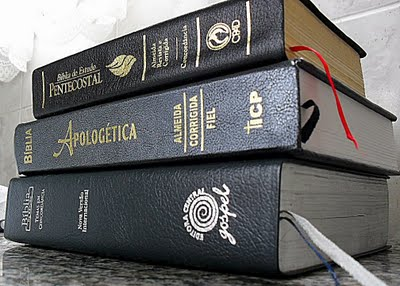 Bíblia de Estudo
PENTECOSTAL
Almeida
Revista e
Corrigida
Concordância
CPAD
BÍBLIA
APOLOGÉTICA
ALMEIDA
CORRIGIDA
FIEL
ICP
Bíblia
Nova Versão
Internacional
EDITORA CENTRAL
gospel